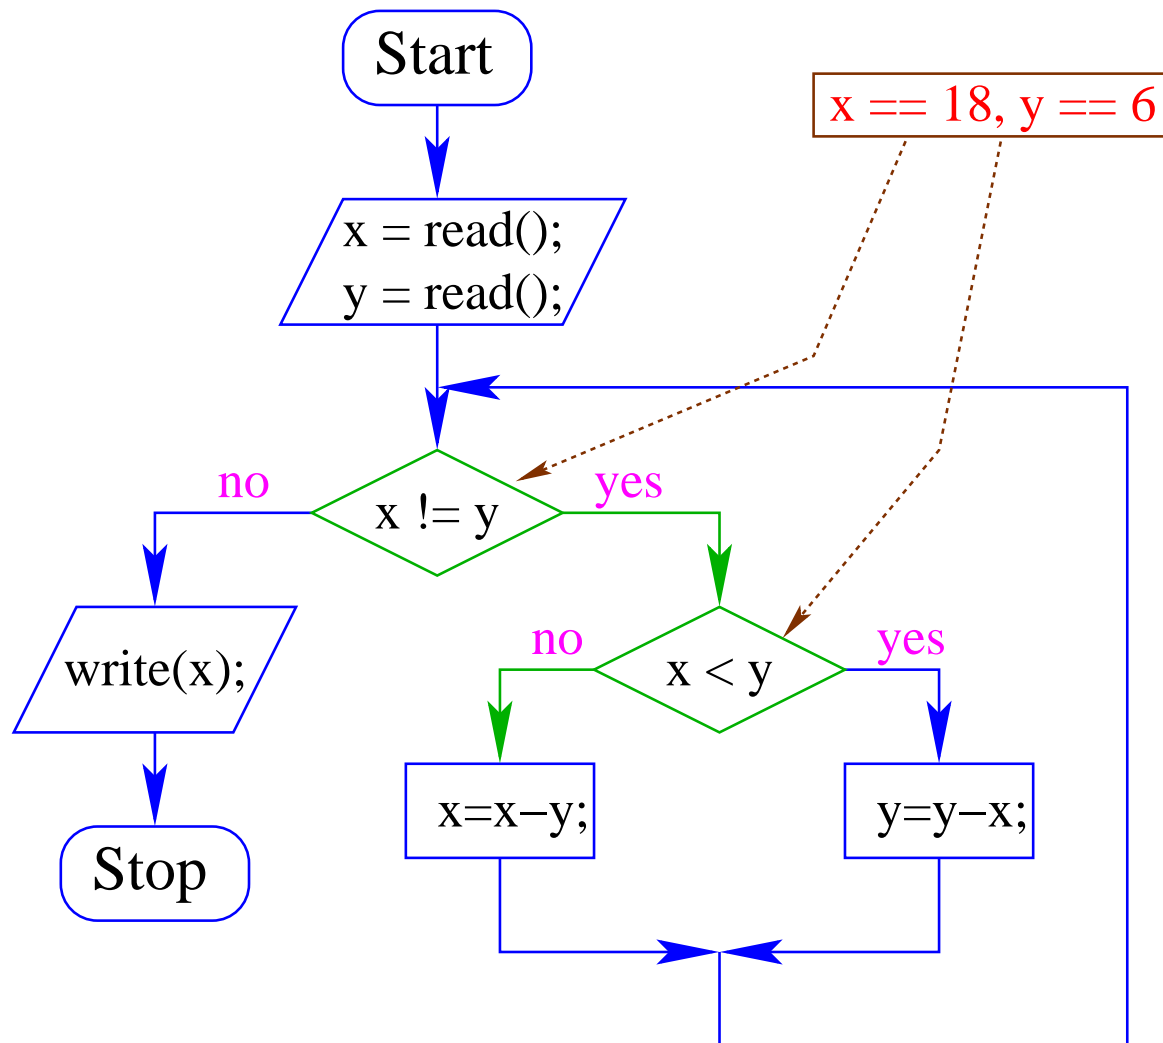 Start
x == 18, y == 6
x = read();
y = read();
no
yes
x != y
no
yes
write(x);
x < y
x=x−y;
y=y−x;
Stop